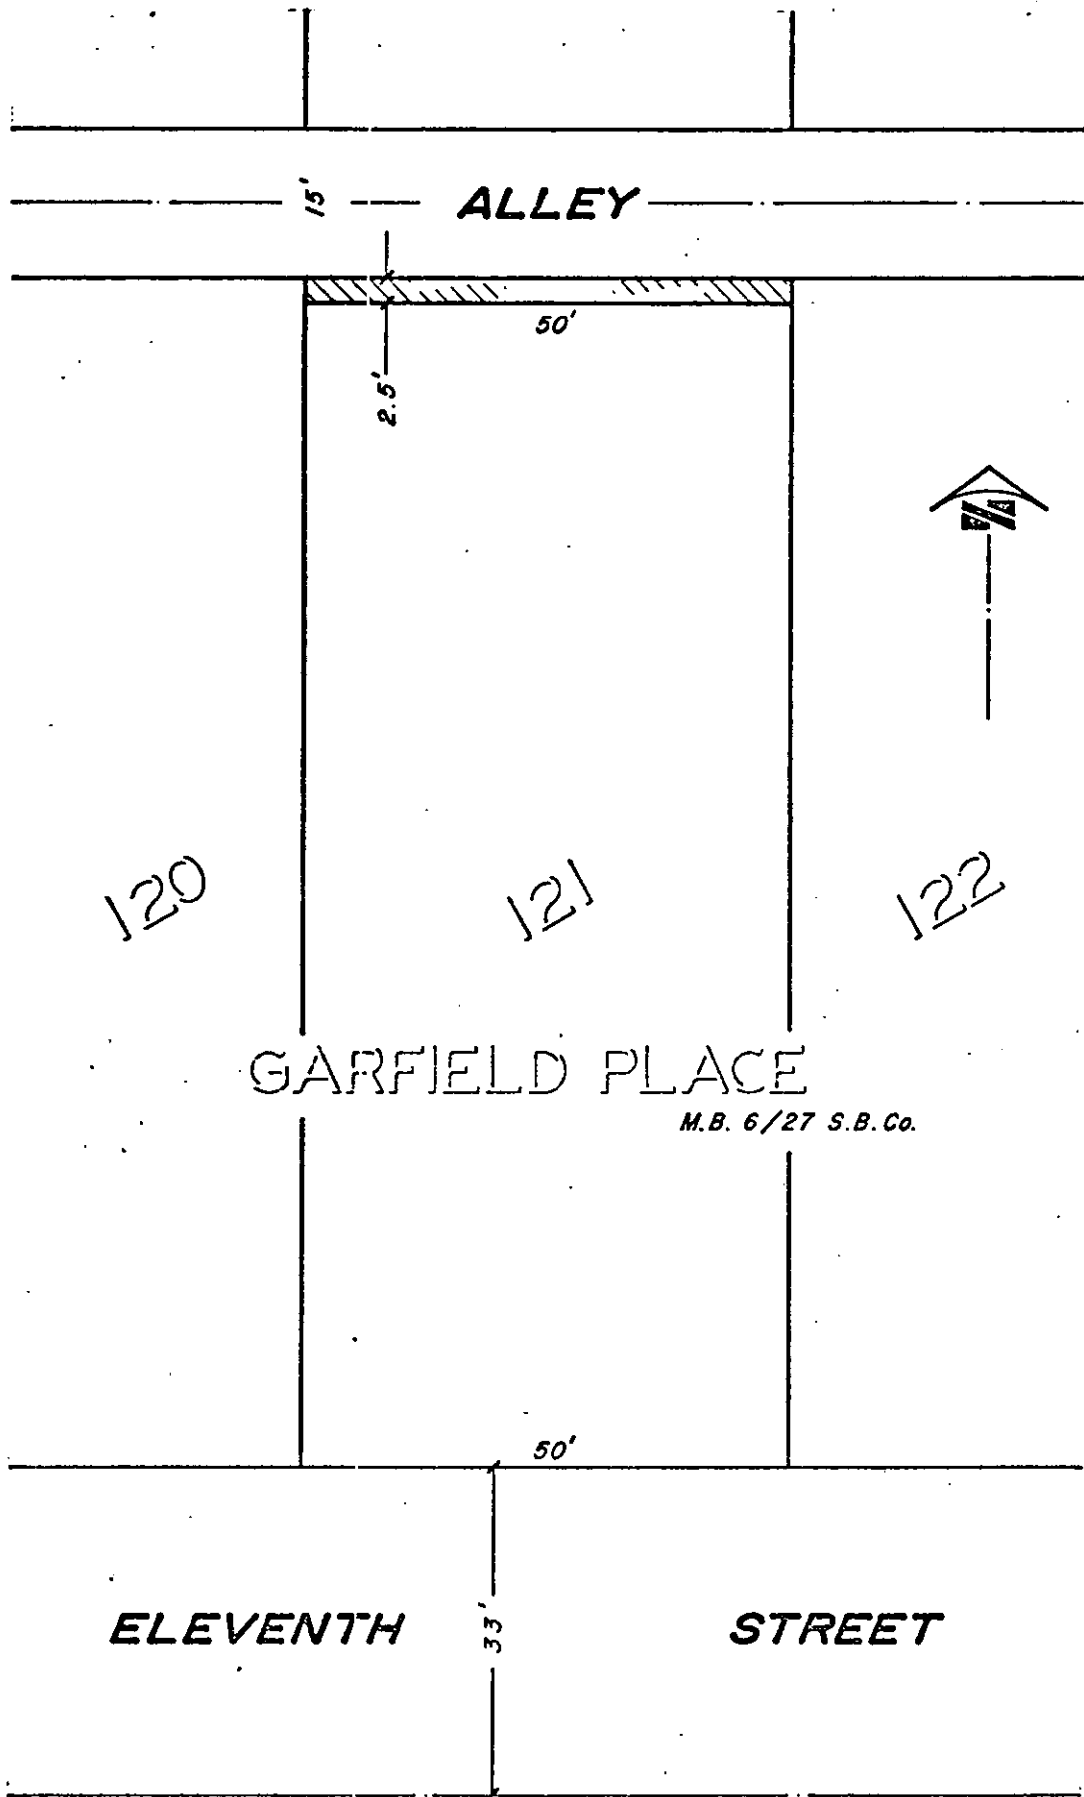 15' ALLEY
50'
2.5'
N
120 121 122
GARFIELD PLACE
M.B. 6/27 S.B.Co.
50'
ELEVENTH 33' STREET